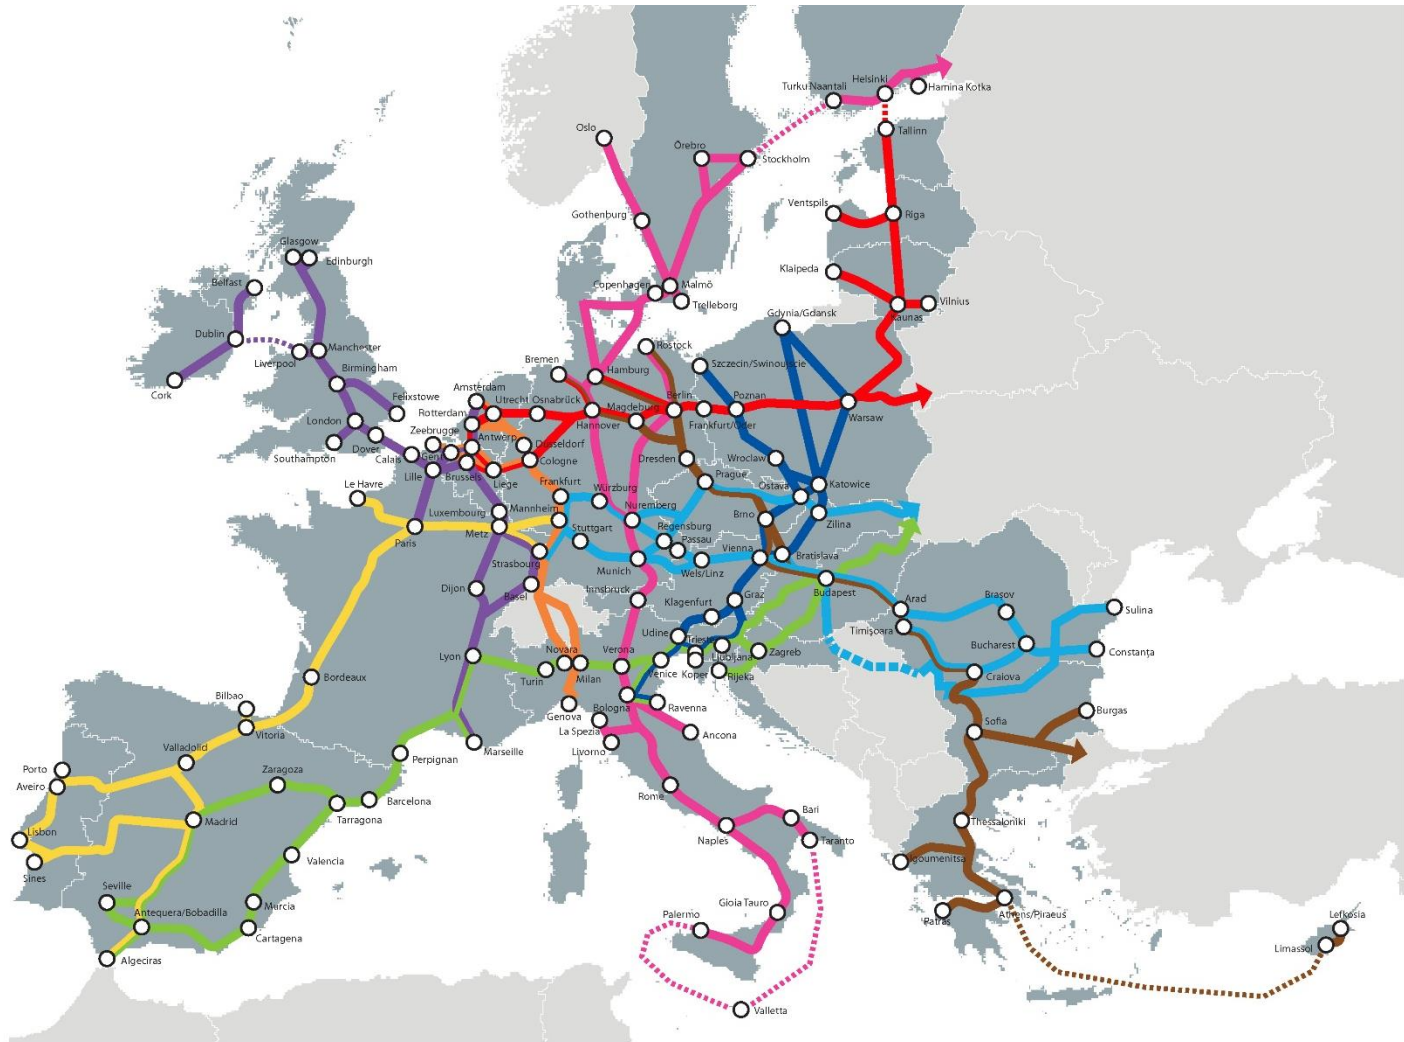 Helsinki
Turku Naantali
Hamina Kotka
Oslo
Tallinn
Örebro
Stockholm
Ventspils
Riga
Gothenburg
Glasgow
Edinburgh
Klaipeda
Belfast
Copenhagen
Malmö
Trelleborg
Vilnius
Kaunas
Gdynia/Gdansk
Dublin
Liverpool
Manchester
Rostock
Bremen
Birmingham
Hamburg
Szczecin/Swinoujscie
Cork
Felixstowe
Amsterdam
Utrecht
Osnabrück
Magdeburg
Berlin
Poznan
Rotterdam
London
Hannover
Frankfurt/Oder
Warsaw
Zeebrugge
Antwerp
Düsseldorf
Southampton
Dover
Calais
Gent
Cologne
Dresden
Wroclaw
Lille
Brussels
Liege
Prague
Le Havre
Frankfurt
Würzburg
Ostava
Katowice
Luxembourg
Mannheim
Nuremberg
Brno
Zilina
Paris
Metz
Stuttgart
Regensburg
Passau
Strasbourg
Vienna
Bratislava
Munich
Wels/Linz
Dijon
Basel
Innsbruck
Klagenfurt
Graz
Budapest
Arad
Brasov
Sulina
Timişoara
Udine
Trieste
Bucharest
Lyon
Novara
Verona
Ljubljana
Zagreb
Constanţa
Turin
Milan
Venice
Koper
Rijeka
Cralova
Bordeaux
Bilbao
Genova
Bologna
Ravenna
Burgas
Vitoria
La Spezia
Sofia
Livorno
Ancona
Valladolid
Perpignan
Marseille
Porto
Aveiro
Zaragoza
Rome
Barcelona
Tarragona
Bari
Lisbon
Madrid
Naples
Taranto
Thessaloniki
Valencia
Igoumenitsa
Sines
Seville
Murcia
Antequera/Bobadilla
Gioia Tauro
Palermo
Patras
Athens/Piraeus
Lefkosia
Cartagena
Limassol
Algeciras
Valletta